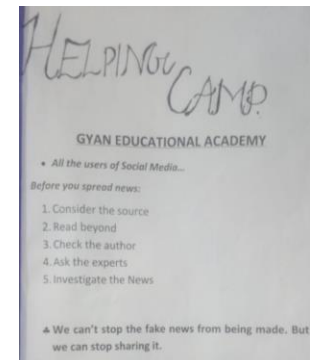 HELPING
CAMP.
GYAN EDUCATIONAL ACADEMY
• All the users of Social Media...
Before you spread news:
1. Consider the source
2. Read beyond
3. Check the author
4. Ask the experts
5. Investigate the News
♣ We can't stop the fake news from being made. But
we can stop sharing it.